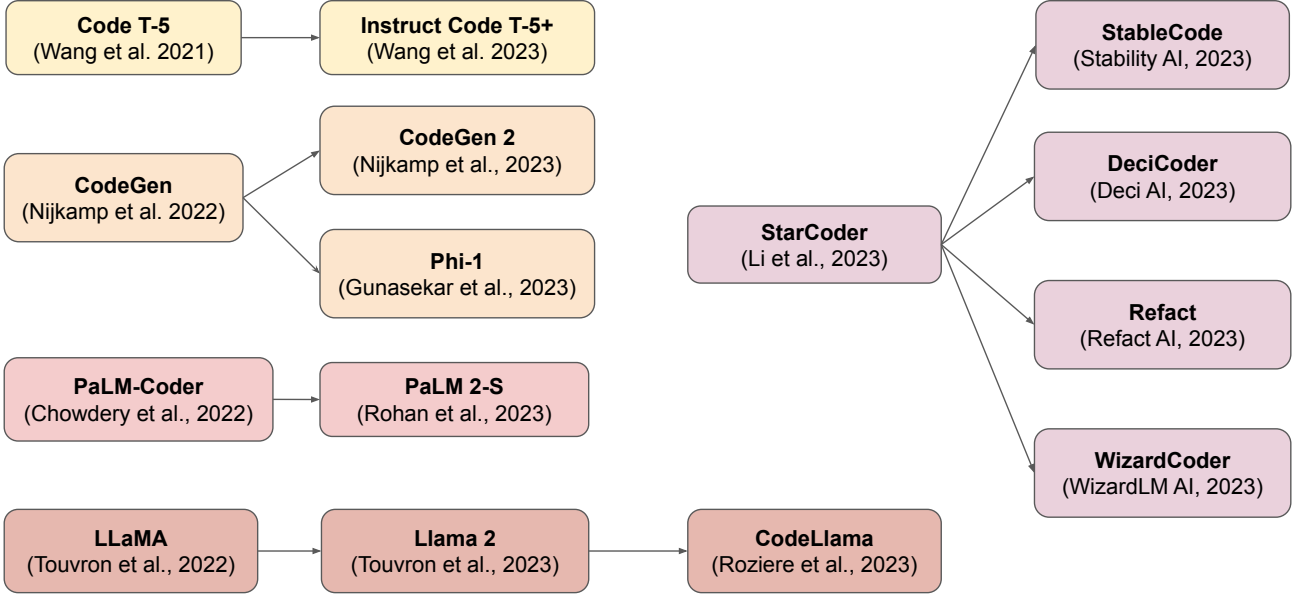 Code T-5
(Wang et al. 2021)
Instruct Code T-5+
(Wang et al. 2023)
CodeGen
(Nijkamp et al. 2022)
CodeGen 2
(Nijkamp et al., 2023)
Phi-1
(Gunasekar et al., 2023)
PaLM-Coder
(Chowdery et al., 2022)
PaLM 2-S
(Rohan et al., 2023)
LLaMA
(Touvron et al., 2022)
Llama 2
(Touvron et al., 2023)
CodeLlama
(Roziere et al., 2023)
StarCoder
(Li et al., 2023)
StableCode
(Stability AI, 2023)
DeciCoder
(Deci AI, 2023)
Refact
(Refact AI, 2023)
WizardCoder
(WizardLM AI, 2023)